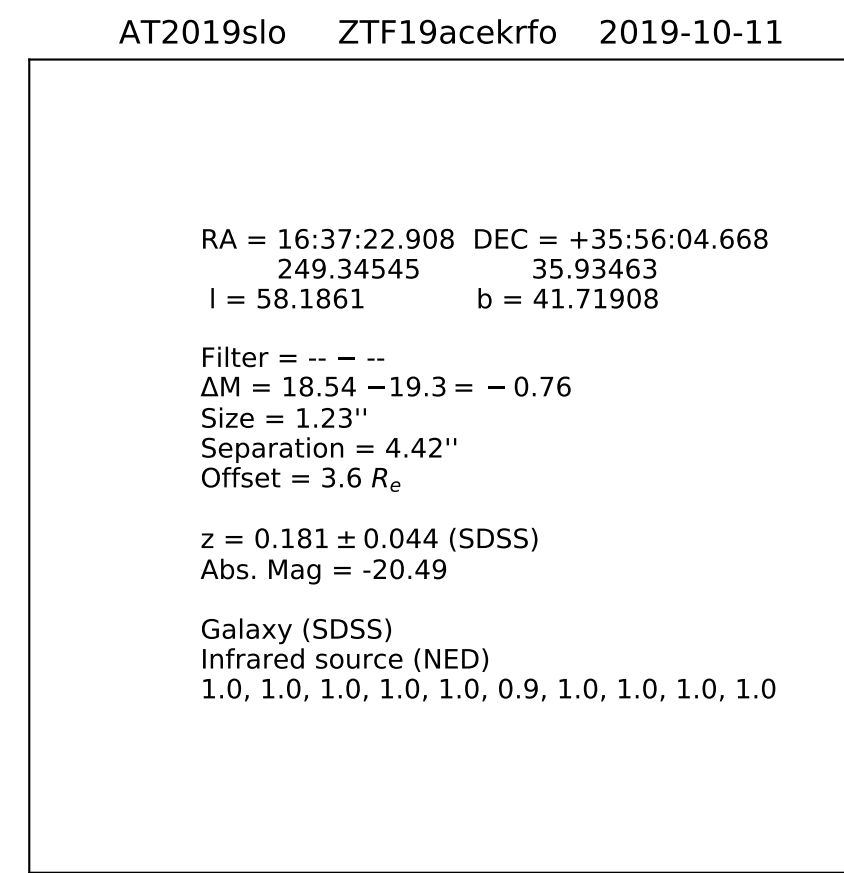 AT2019slo ZTF19acekrfo 2019-10-11
RA = 16:37:22.908 DEC = +35:56:04.668
249.34545 35.93463
l = 58.1861 b = 41.71908
Filter = -- − --
ΔM = 18.54 −19.3 = − 0.76
Size = 1.23''
Separation = 4.42''
Offset = 3.6 Rₑ
z = 0.181 ± 0.044 (SDSS)
Abs. Mag = -20.49
Galaxy (SDSS)
Infrared source (NED)
1.0, 1.0, 1.0, 1.0, 1.0, 0.9, 1.0, 1.0, 1.0, 1.0